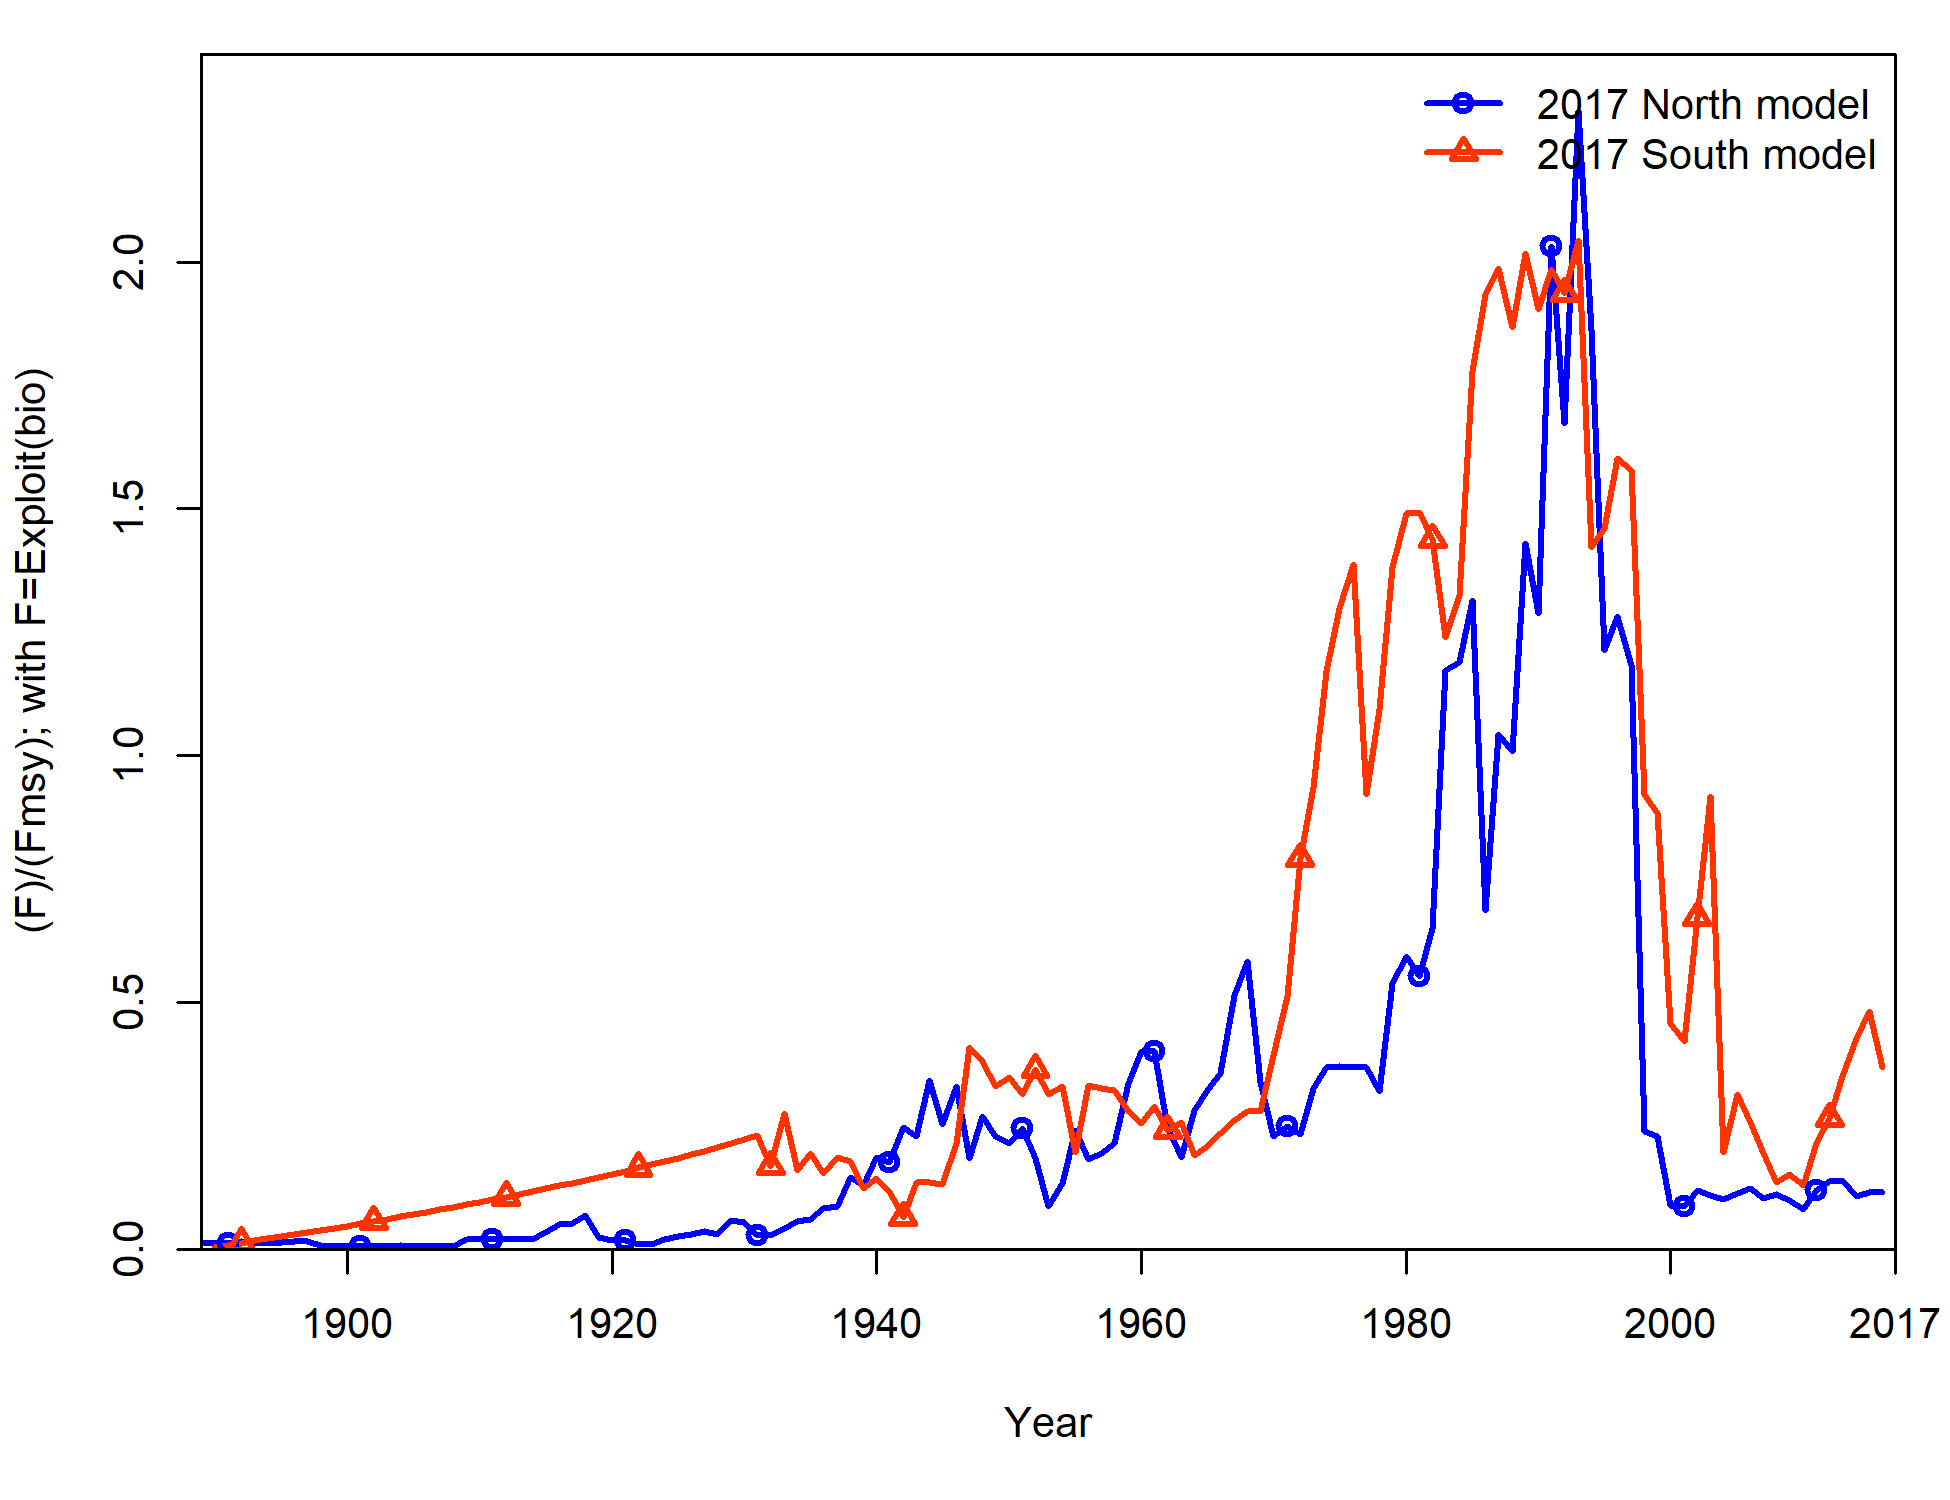 2017 North model
2017 South model
(F)/(Fmsy); with F=Exploit(bio)
2.0
1.5
1.0
0.5
0.0
1900 1920 1940 1960 1980 2000 2017
Year